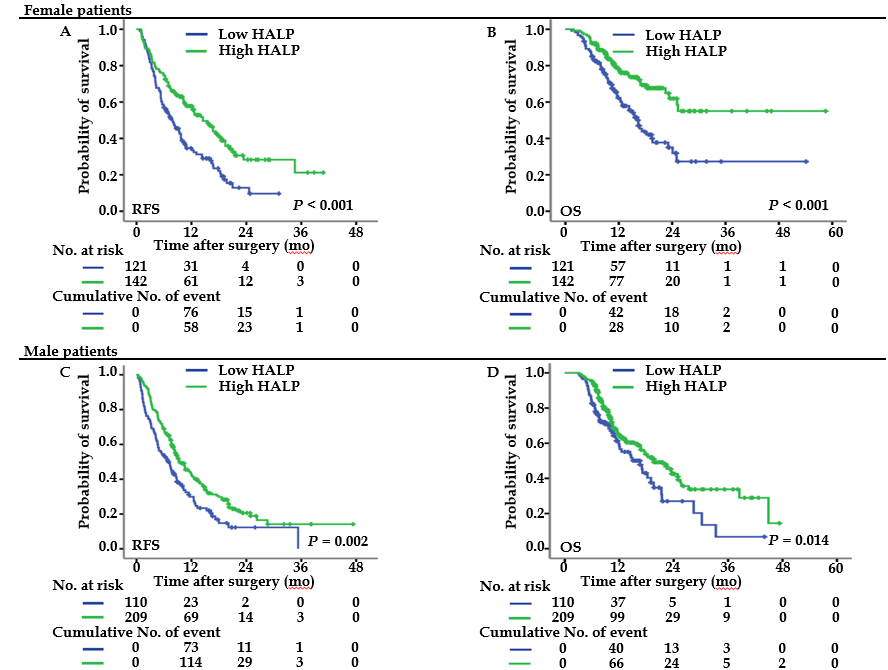 Female patients
A
Low HALP
High HALP
Probability of survival
1.0
0.8
0.6
0.4
0.2
0.0
RFS
P < 0.001
0 12 24 36 48
Time after surgery (mo)
No. at risk
121 31 4 0 0
142 61 12 3 0
Cumulative No. of event
0 76 15 1 0
0 58 23 1 0
B
Low HALP
High HALP
Probability of survival
1.0
0.8
0.6
0.4
0.2
0.0
OS
P < 0.001
0 12 24 36 48 60
Time after surgery (mo)
No. at risk
121 57 11 1 1 0
142 77 20 1 1 0
Cumulative No. of event
0 42 18 2 0 0
0 28 10 2 0 0
Male patients
C
Low HALP
High HALP
Probability of survival
1.0
0.8
0.6
0.4
0.2
0.0
RFS
P = 0.002
0 12 24 36 48
Time after surgery (mo)
No. at risk
110 23 2 0 0
209 69 14 3 0
Cumulative No. of event
0 73 11 1 0
0 114 29 3 0
D
Low HALP
High HALP
Probability of survival
1.0
0.8
0.6
0.4
0.2
0.0
OS
P = 0.014
0 12 24 36 48 60
Time after surgery (mo)
No. at risk
110 37 5 1 0 0
209 99 29 9 0 0
Cumulative No. of event
0 40 13 3 0 0
0 66 24 5 2 0